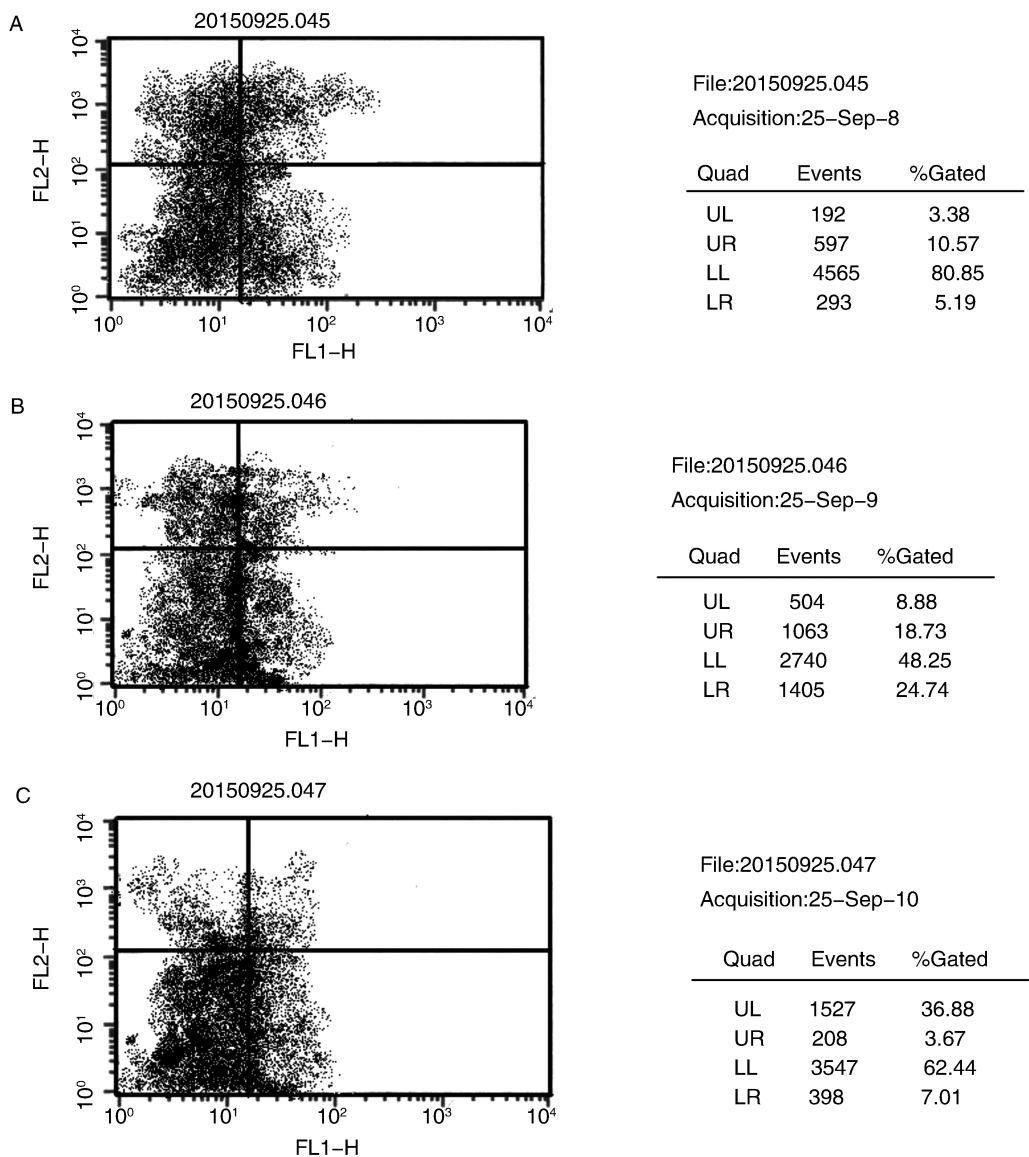 A
20150925.045
10⁴
10³
10²
10¹
10⁰
FL2–H
10⁰ 10¹ 10² 10³ 10⁴
FL1–H
File:20150925.045
Acquisition:25–Sep–8
Quad Events %Gated
UL 192 3.38
UR 597 10.57
LL 4565 80.85
LR 293 5.19
B
20150925.046
10⁴
10³
10²
10¹
10⁰
FL2–H
10⁰ 10¹ 10² 10³ 10⁴
FL1–H
File:20150925.046
Acquisition:25–Sep–9
Quad Events %Gated
UL 504 8.88
UR 1063 18.73
LL 2740 48.25
LR 1405 24.74
C
20150925.047
10⁴
10³
10²
10¹
10⁰
FL2–H
10⁰ 10¹ 10² 10³ 10⁴
FL1–H
File:20150925.047
Acquisition:25–Sep–10
Quad Events %Gated
UL 1527 36.88
UR 208 3.67
LL 3547 62.44
LR 398 7.01